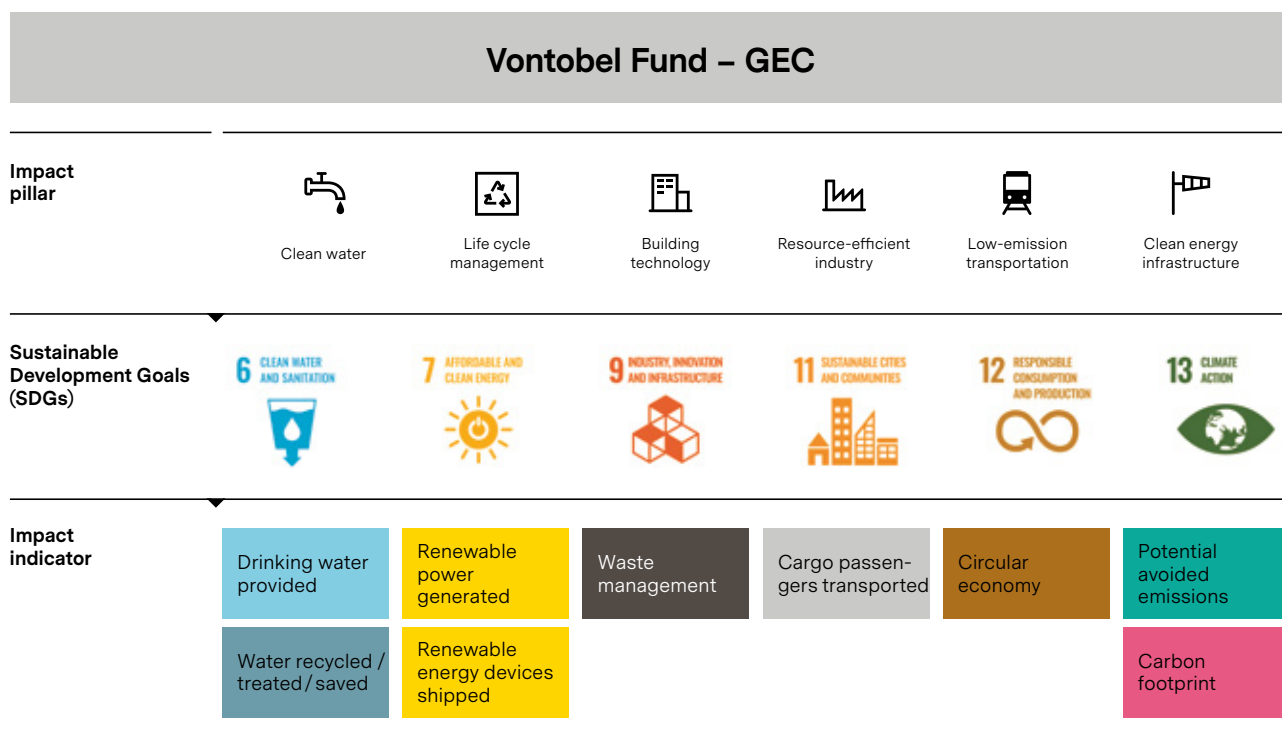 Vontobel Fund – GEC
Impact
pillar
Clean water
Life cycle
management
Building
technology
Resource-efficient
industry
Low-emission
transportation
Clean energy
infrastructure
Sustainable
Development Goals
(SDGs)
6 CLEAN WATER
AND SANITATION
7 AFFORDABLE AND
CLEAN ENERGY
9 INDUSTRY, INNOVATION
AND INFRASTRUCTURE
11 SUSTAINABLE CITIES
AND COMMUNITIES
12 RESPONSIBLE
CONSUMPTION
AND PRODUCTION
13 CLIMATE
ACTION
Impact
indicator
Drinking water
provided
Renewable
power
generated
Waste
management
Cargo passen-
gers transported
Circular
economy
Potential
avoided
emissions
Water recycled /
treated / saved
Renewable
energy devices
shipped
Carbon
footprint